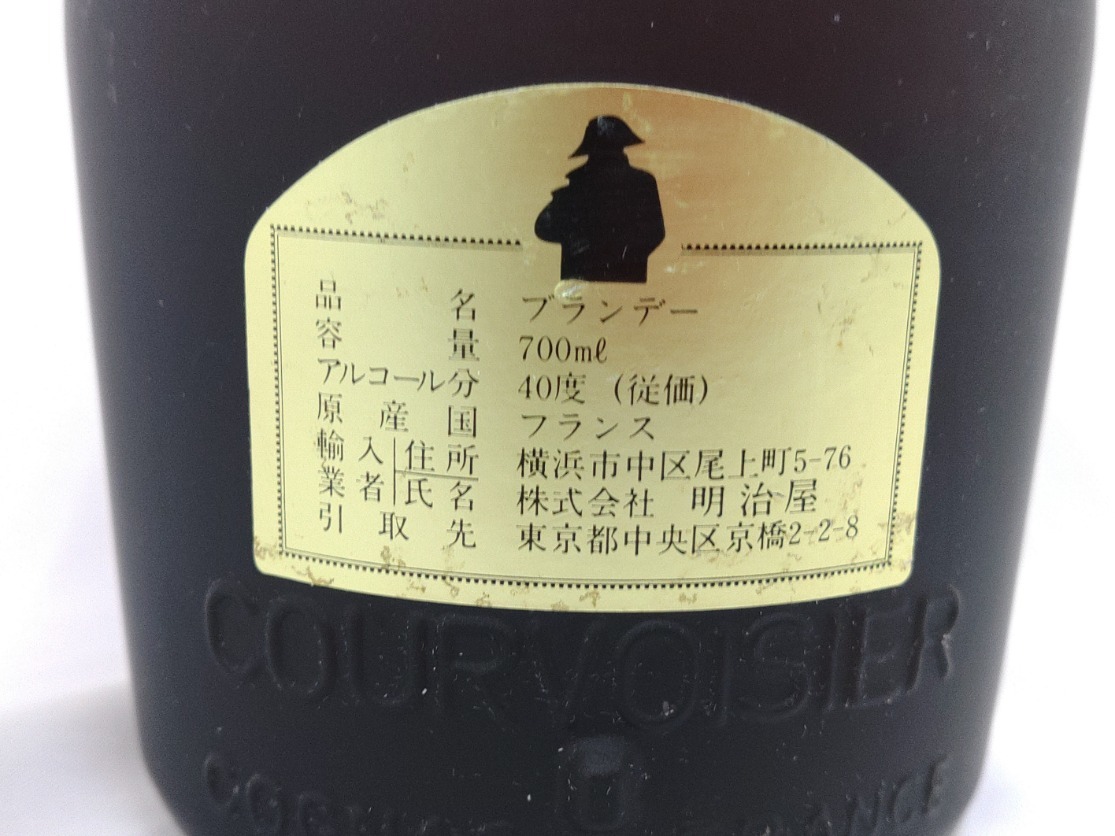 品名 ブランデー
容量 700mℓ
アルコール分 40度（従価）
原産国 フランス
輸入業者 住所 横浜市中区尾上町5-76
氏名 株式会社 明治屋
引取先 東京都中央区京橋2-2-8
COURVOISIER